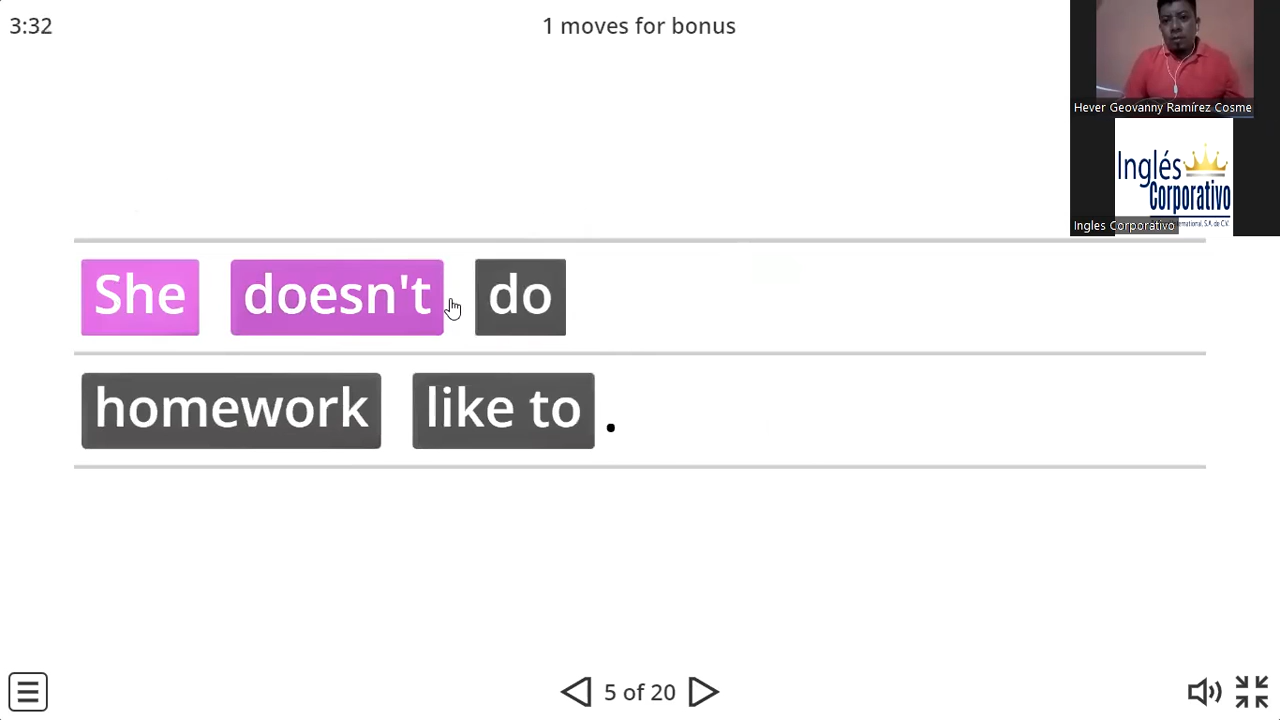 3:32
1 moves for bonus
Hever Geovanny Ramírez Cosme
Inglés
Corporativo
Ingles Corporativo
She doesn't do
homework like to .
5 of 20